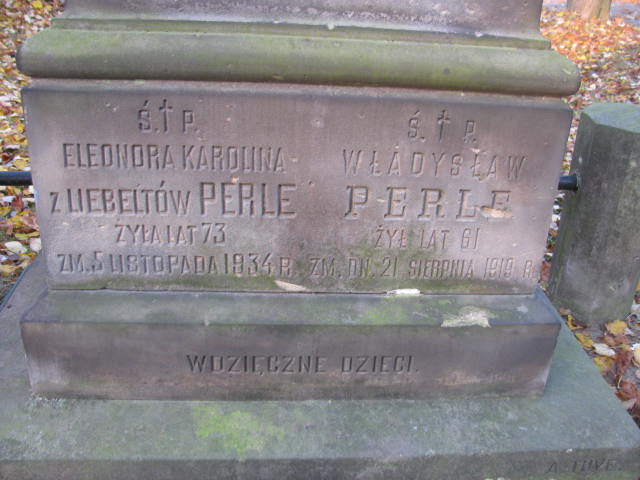 Ś.†P.
ELEONORA KAROLINA
Z LIEBELTÓW PERLE
ŻYŁA LAT 73
ZM. 5 LISTOPADA 1934 R.
Ś.†P.
WŁADYSŁAW
PERLE
ŻYŁ LAT 61
ZM. DN. 21 SIERPNIA 1919 R.
WDZIĘCZNE DZIECI.